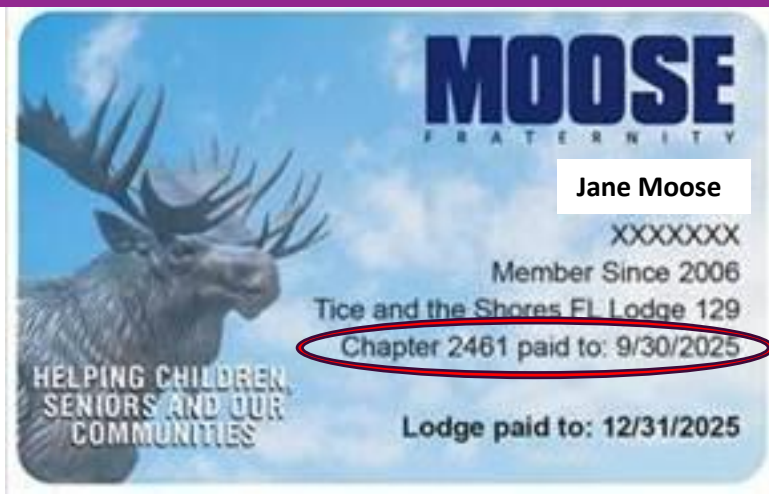 MOOSE
FRATERNITY
Jane Moose
XXXXXXX
Member Since 2006
Tice and the Shores FL Lodge 129
Chapter 2461 paid to: 9/30/2025
HELPING CHILDREN,
SENIORS AND OUR
COMMUNITIES
Lodge paid to: 12/31/2025